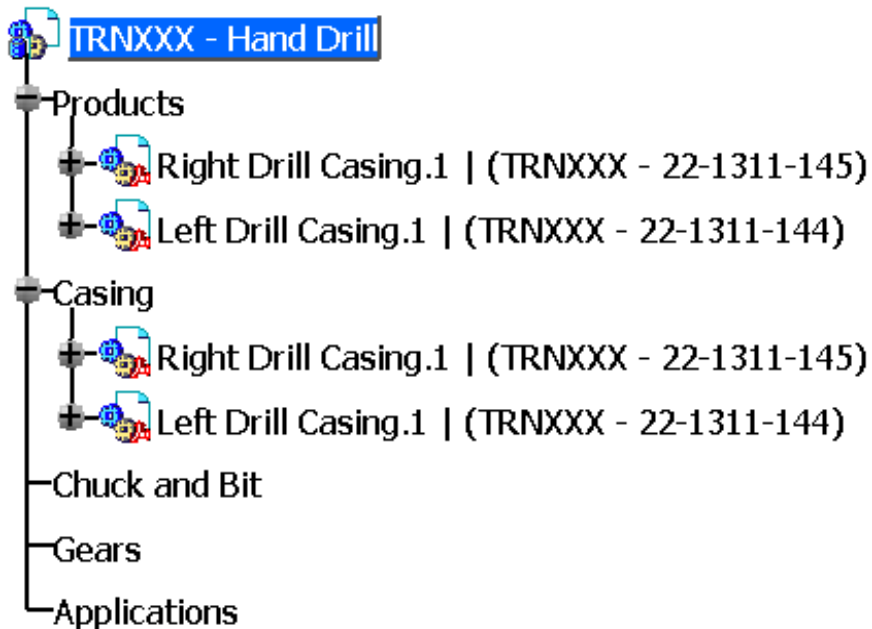 TRNXXX - Hand Drill
Products
Right Drill Casing.1 | (TRNXXX - 22-1311-145)
Left Drill Casing.1 | (TRNXXX - 22-1311-144)
Casing
Right Drill Casing.1 | (TRNXXX - 22-1311-145)
Left Drill Casing.1 | (TRNXXX - 22-1311-144)
Chuck and Bit
Gears
Applications